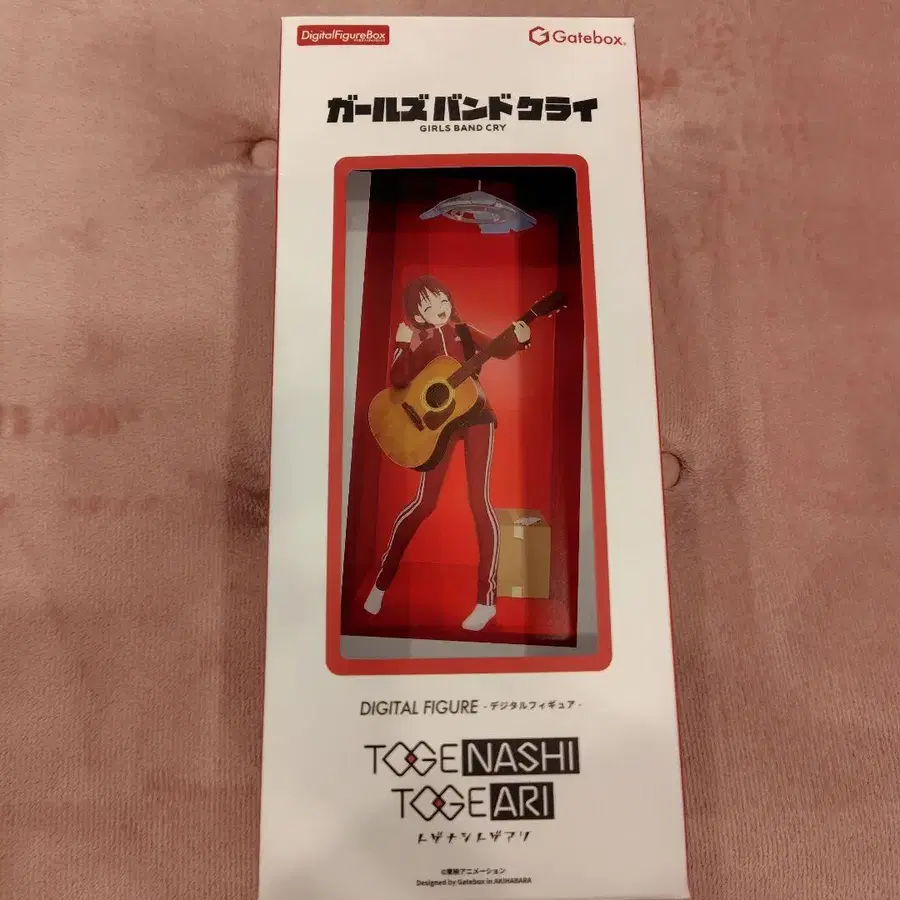 DigitalFigureBox
Gatebox®
ガールズバンドクライ
GIRLS BAND CRY
DIGITAL FIGURE - デジタルフィギュア -
TOGENASHI
TOGEARI
トゲナシトゲアリ
©東映アニメーション
Designed by Gatebox in AKIHABARA